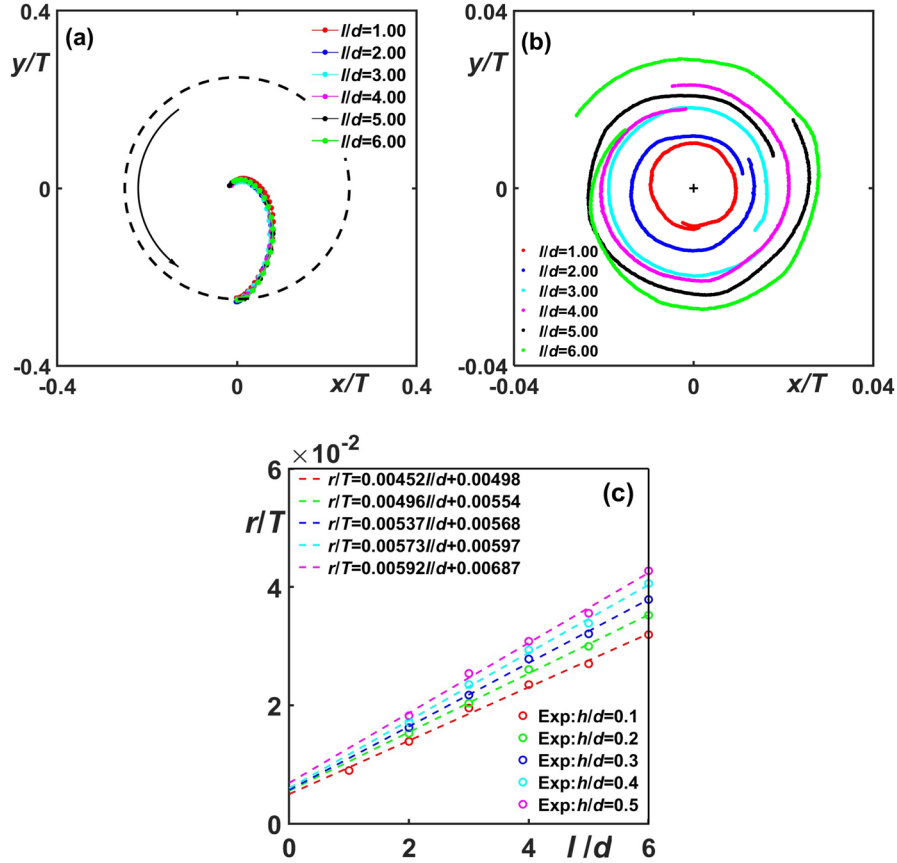 0.4
(a)
y/T
l/d=1.00
l/d=2.00
l/d=3.00
l/d=4.00
l/d=5.00
l/d=6.00
0
-0.4
-0.4
0
x/T
0.4
0.04
(b)
y/T
0
l/d=1.00
l/d=2.00
l/d=3.00
l/d=4.00
l/d=5.00
l/d=6.00
-0.04
-0.04
0
x/T
0.04
×10⁻²
6
(c)
r/T
r/T=0.00452l/d+0.00498
r/T=0.00496l/d+0.00554
r/T=0.00537l/d+0.00568
r/T=0.00573l/d+0.00597
r/T=0.00592l/d+0.00687
4
2
Exp:h/d=0.1
Exp:h/d=0.2
Exp:h/d=0.3
Exp:h/d=0.4
Exp:h/d=0.5
0
0
2
4
l/d
6